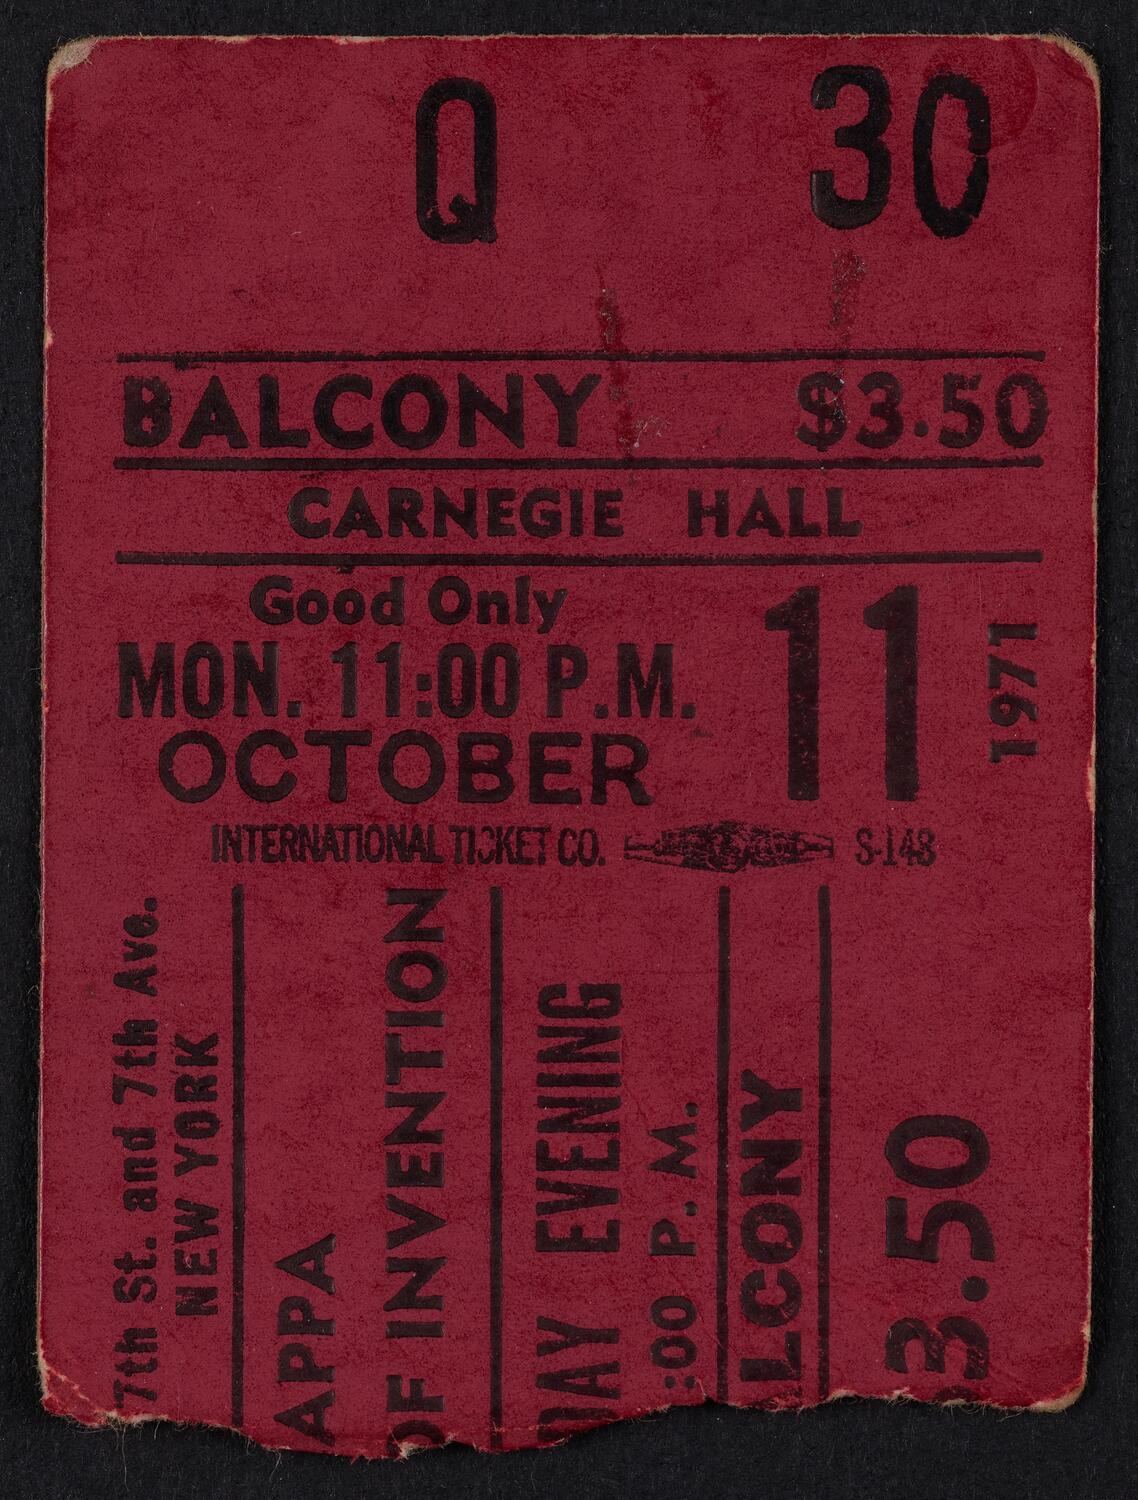 Q 30
BALCONY $3.50
CARNEGIE HALL
Good Only
MON. 11:00 P.M.
OCTOBER
11
1971
INTERNATIONAL TICKET CO. S-148
7th St. and 7th Ave.
NEW YORK
APPA
OF INVENTION
DAY EVENING
:00 P. M.
LCONY
3.50